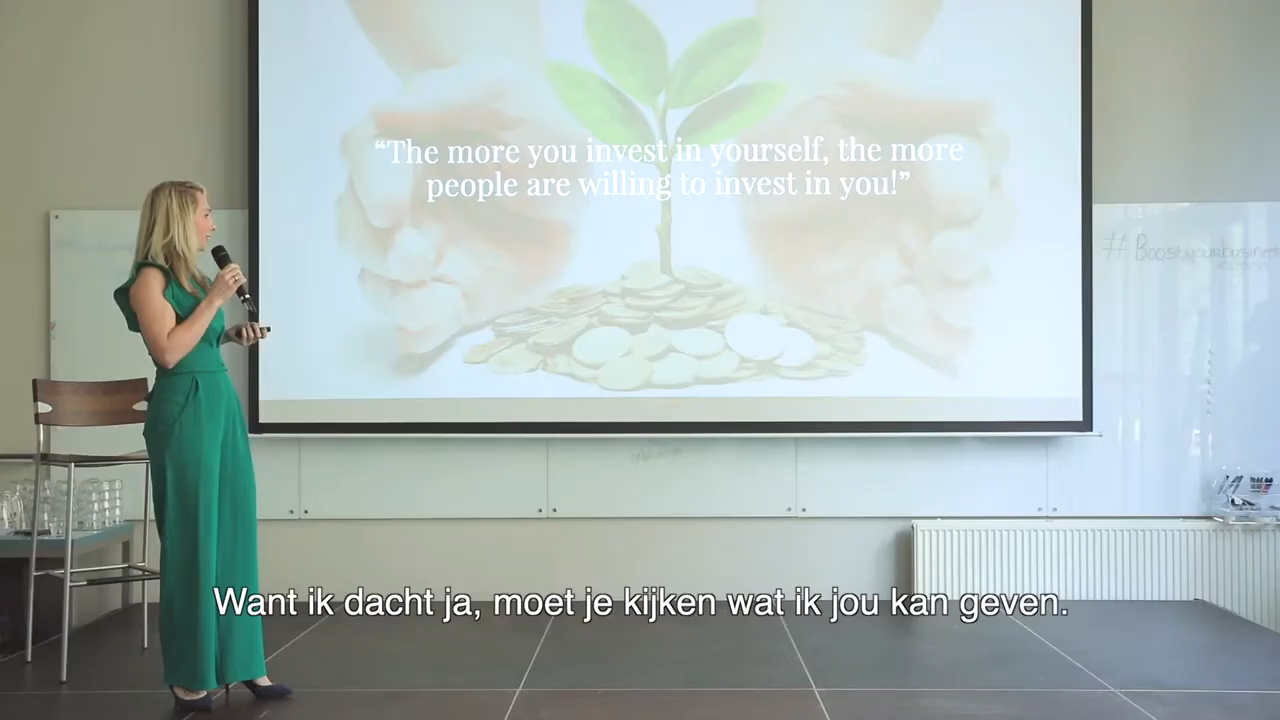 “The more you invest in yourself, the more
people are willing to invest in you!”
# Boostyourbusiness
Want ik dacht ja, moet je kijken wat ik jou kan geven.